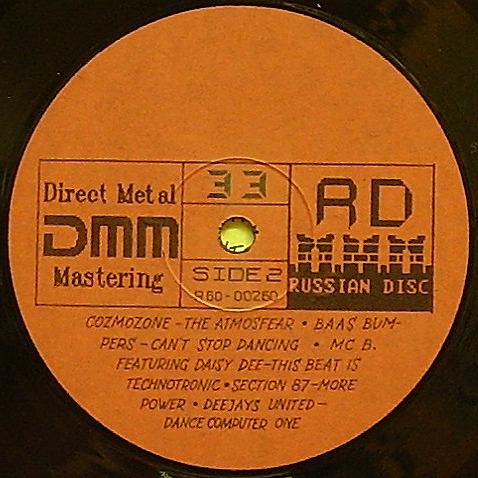 Direct Metal
DMM
Mastering
33
SIDE 2
R60-00260
RD
RUSSIAN DISC
COZMOZONE -THE ATMOSFEAR • BAAS BUM-
PERS - CAN'T STOP DANCING • MC B.
FEATURING DAISY DEE-THIS BEAT IS
TECHNOTRONIC • SECTION 87-MORE
POWER • DEEJAYS UNITED -
DANCE COMPUTER ONE